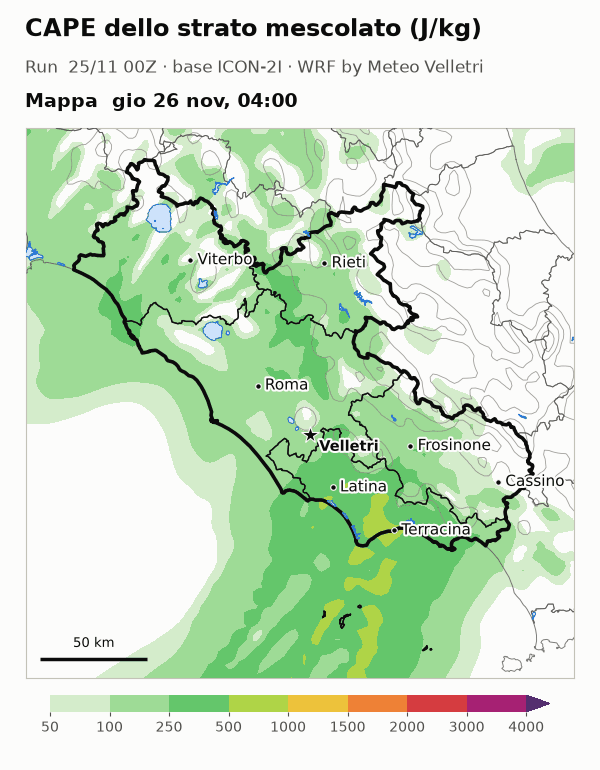 CAPE dello strato mescolato (J/kg)
Run  25/11 00Z · base ICON-2I · WRF by Meteo Velletri
Mappa  gio 26 nov, 04:00
Viterbo
Rieti
Roma
Velletri
Frosinone
Cassino
Latina
Terracina
50 km
50 100 250 500 1000 1500 2000 3000 4000